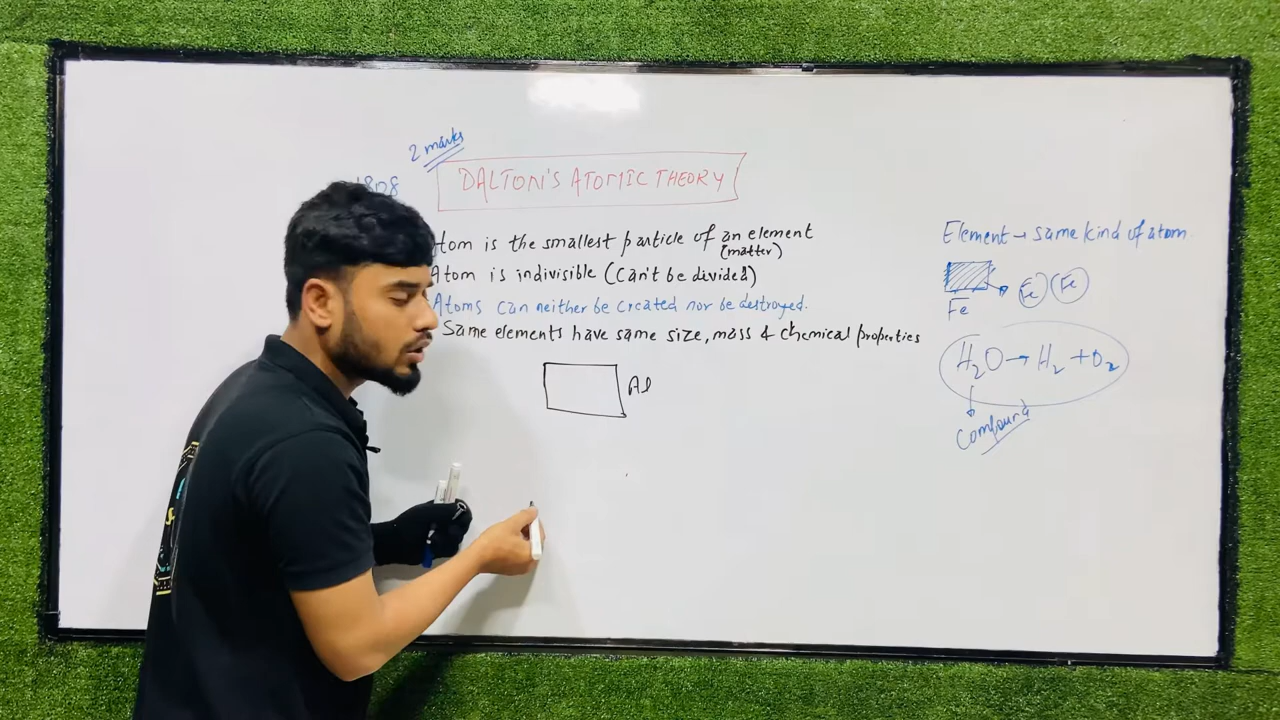 2 marks
1808
DALTON'S ATOMIC THEORY
tom is the smallest particle of an element
(matter)
Atom is indivisible (Can't be divided)
Atoms can neither be created nor be destroyed.
Same elements have same size, mass & chemical properties
Al
Element → same kind of atom
Fe Fe
Fe
H₂O → H₂ + O₂
Compound